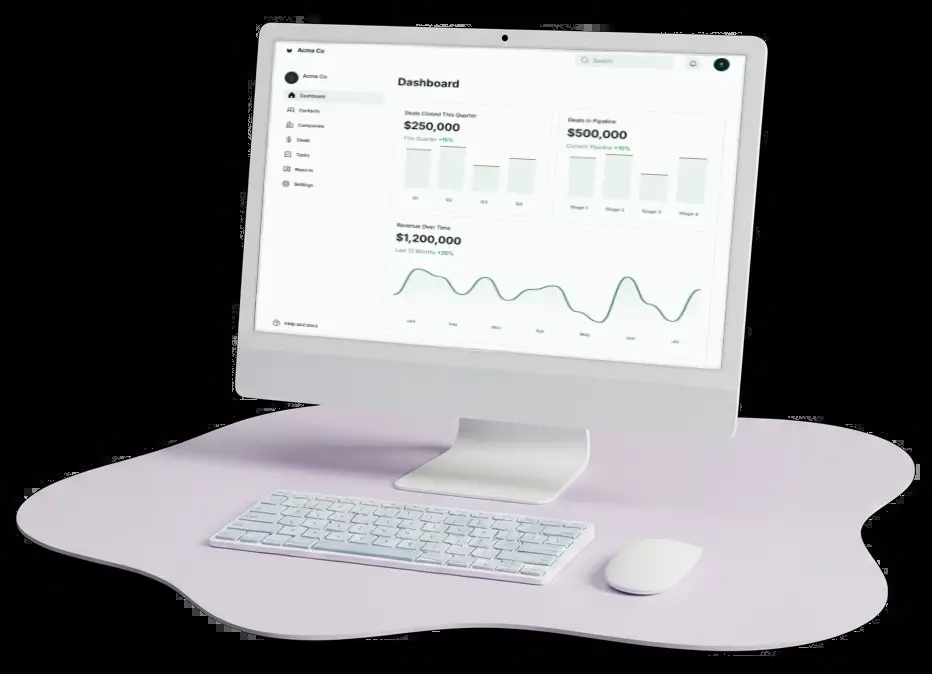 Acme Co
Search
Acme Co
Dashboard
Contacts
Companies
Deals
Tasks
Reports
Settings
Help and docs
Dashboard
Deals Closed This Quarter
$250,000
This Quarter +15%
Q1 Q2 Q3 Q4
Deals in Pipeline
$500,000
Current Pipeline +10%
Stage 1 Stage 2 Stage 3 Stage 4
Revenue Over Time
$1,200,000
Last 12 Months +20%
Jan Feb Mar Apr May Jun Jul